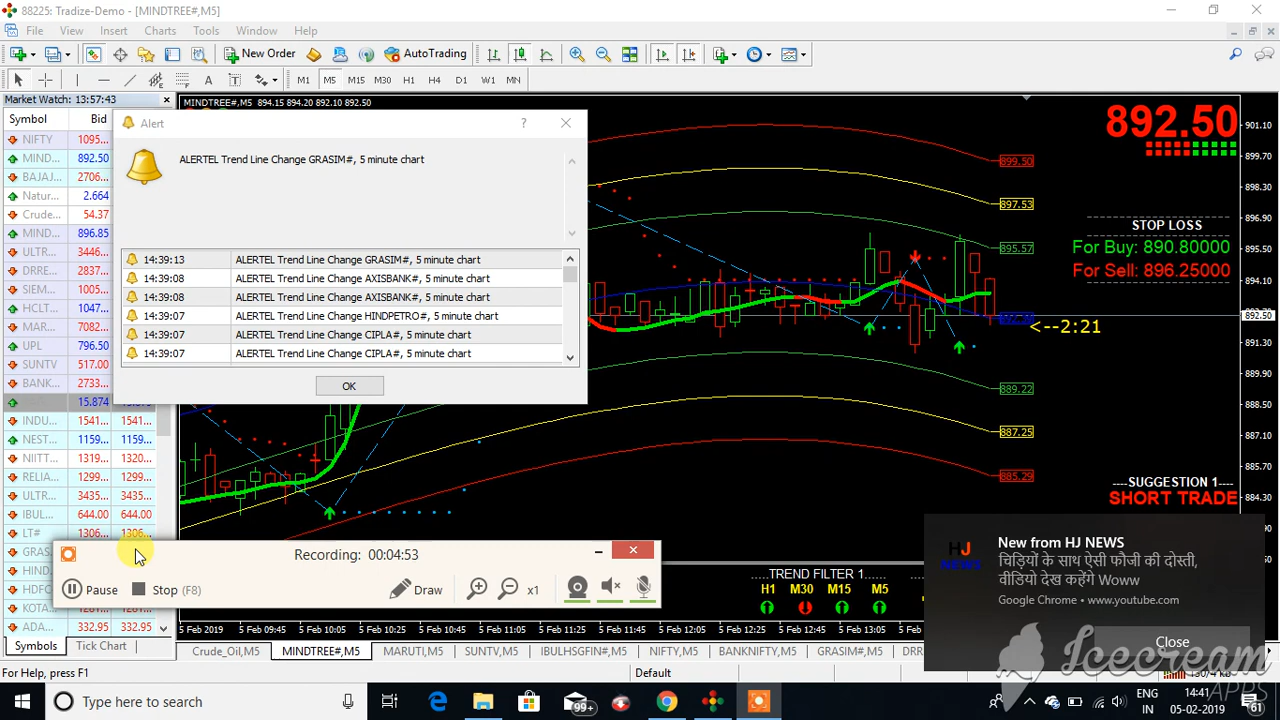 88225: Tradize-Demo - [MINDTREE#,M5]
File View Insert Charts Tools Window Help
New Order AutoTrading
A T M1 M5 M15 M30 H1 H4 D1 W1 MN
Market Watch: 13:57:43
Symbol Bid
NIFTY 1095...
MIND... 892.50
BAJAJ... 2706...
Natur... 2.664
Crude... 54.37
MIND... 896.85
ULTR... 3446...
DRRE... 2837...
SIEM... 1005...
HCLT... 1047...
MAR... 7082...
UPL 796.50
SUNTV 517.00
BANK... 2733...
15.874
INDU... 1541... 1541...
NEST... 1159... 1159...
NIITT... 1319... 1320...
RELIA... 1299... 1299...
ULTR... 3435... 3435...
IBUL... 644.00 644.00
LT# 1306... 1306...
GRAS...
HIND...
HDFC
KOTA...
ADA... 332.95 332.95
Symbols Tick Chart
MINDTREE#,M5 894.15 894.20 892.10 892.50
Alert
?
ALERTEL Trend Line Change GRASIM#, 5 minute chart
14:39:13 ALERTEL Trend Line Change GRASIM#, 5 minute chart
14:39:08 ALERTEL Trend Line Change AXISBANK#, 5 minute chart
14:39:08 ALERTEL Trend Line Change AXISBANK#, 5 minute chart
14:39:07 ALERTEL Trend Line Change HINDPETRO#, 5 minute chart
14:39:07 ALERTEL Trend Line Change CIPLA#, 5 minute chart
14:39:07 ALERTEL Trend Line Change CIPLA#, 5 minute chart
OK
892.50
STOP LOSS
For Buy: 890.80000
For Sell: 896.25000
<--2:21
899.50
897.53
895.57
889.22
887.25
885.29
901.10
899.70
898.30
896.90
895.50
894.10
892.50
891.30
889.90
888.50
887.10
885.70
884.30
----SUGGESTION 1----
SHORT TRADE
TREND FILTER 1
H1 M30 M15 M5
Recording: 00:04:53
Pause Stop (F8) Draw x1
New from HJ NEWS
चिड़ियों के साथ ऐसी फौजी की दोस्ती,
वीडियो देख कहेंगे Woww
Google Chrome • www.youtube.com
Close
HJ
NEWS
5 Feb 2019 5 Feb 09:45 5 Feb 10:05 5 Feb 10:25 5 Feb 10:45 5 Feb 11:05 5 Feb 11:25 5 Feb 11:45 5 Feb 12:05 5 Feb 12:25 5 Feb 12:45 5 Feb 13:05 5 Feb
Crude_Oil,M5 MINDTREE#,M5 MARUTI,M5 SUNTV,M5 IBULHSGFIN#,M5 NIFTY,M5 BANKNIFTY,M5 GRASIM#,M5 DRR
For Help, press F1 Default
Icecream
APPS
Type here to search
99+
ENG
IN
14:41
05-02-2019
61